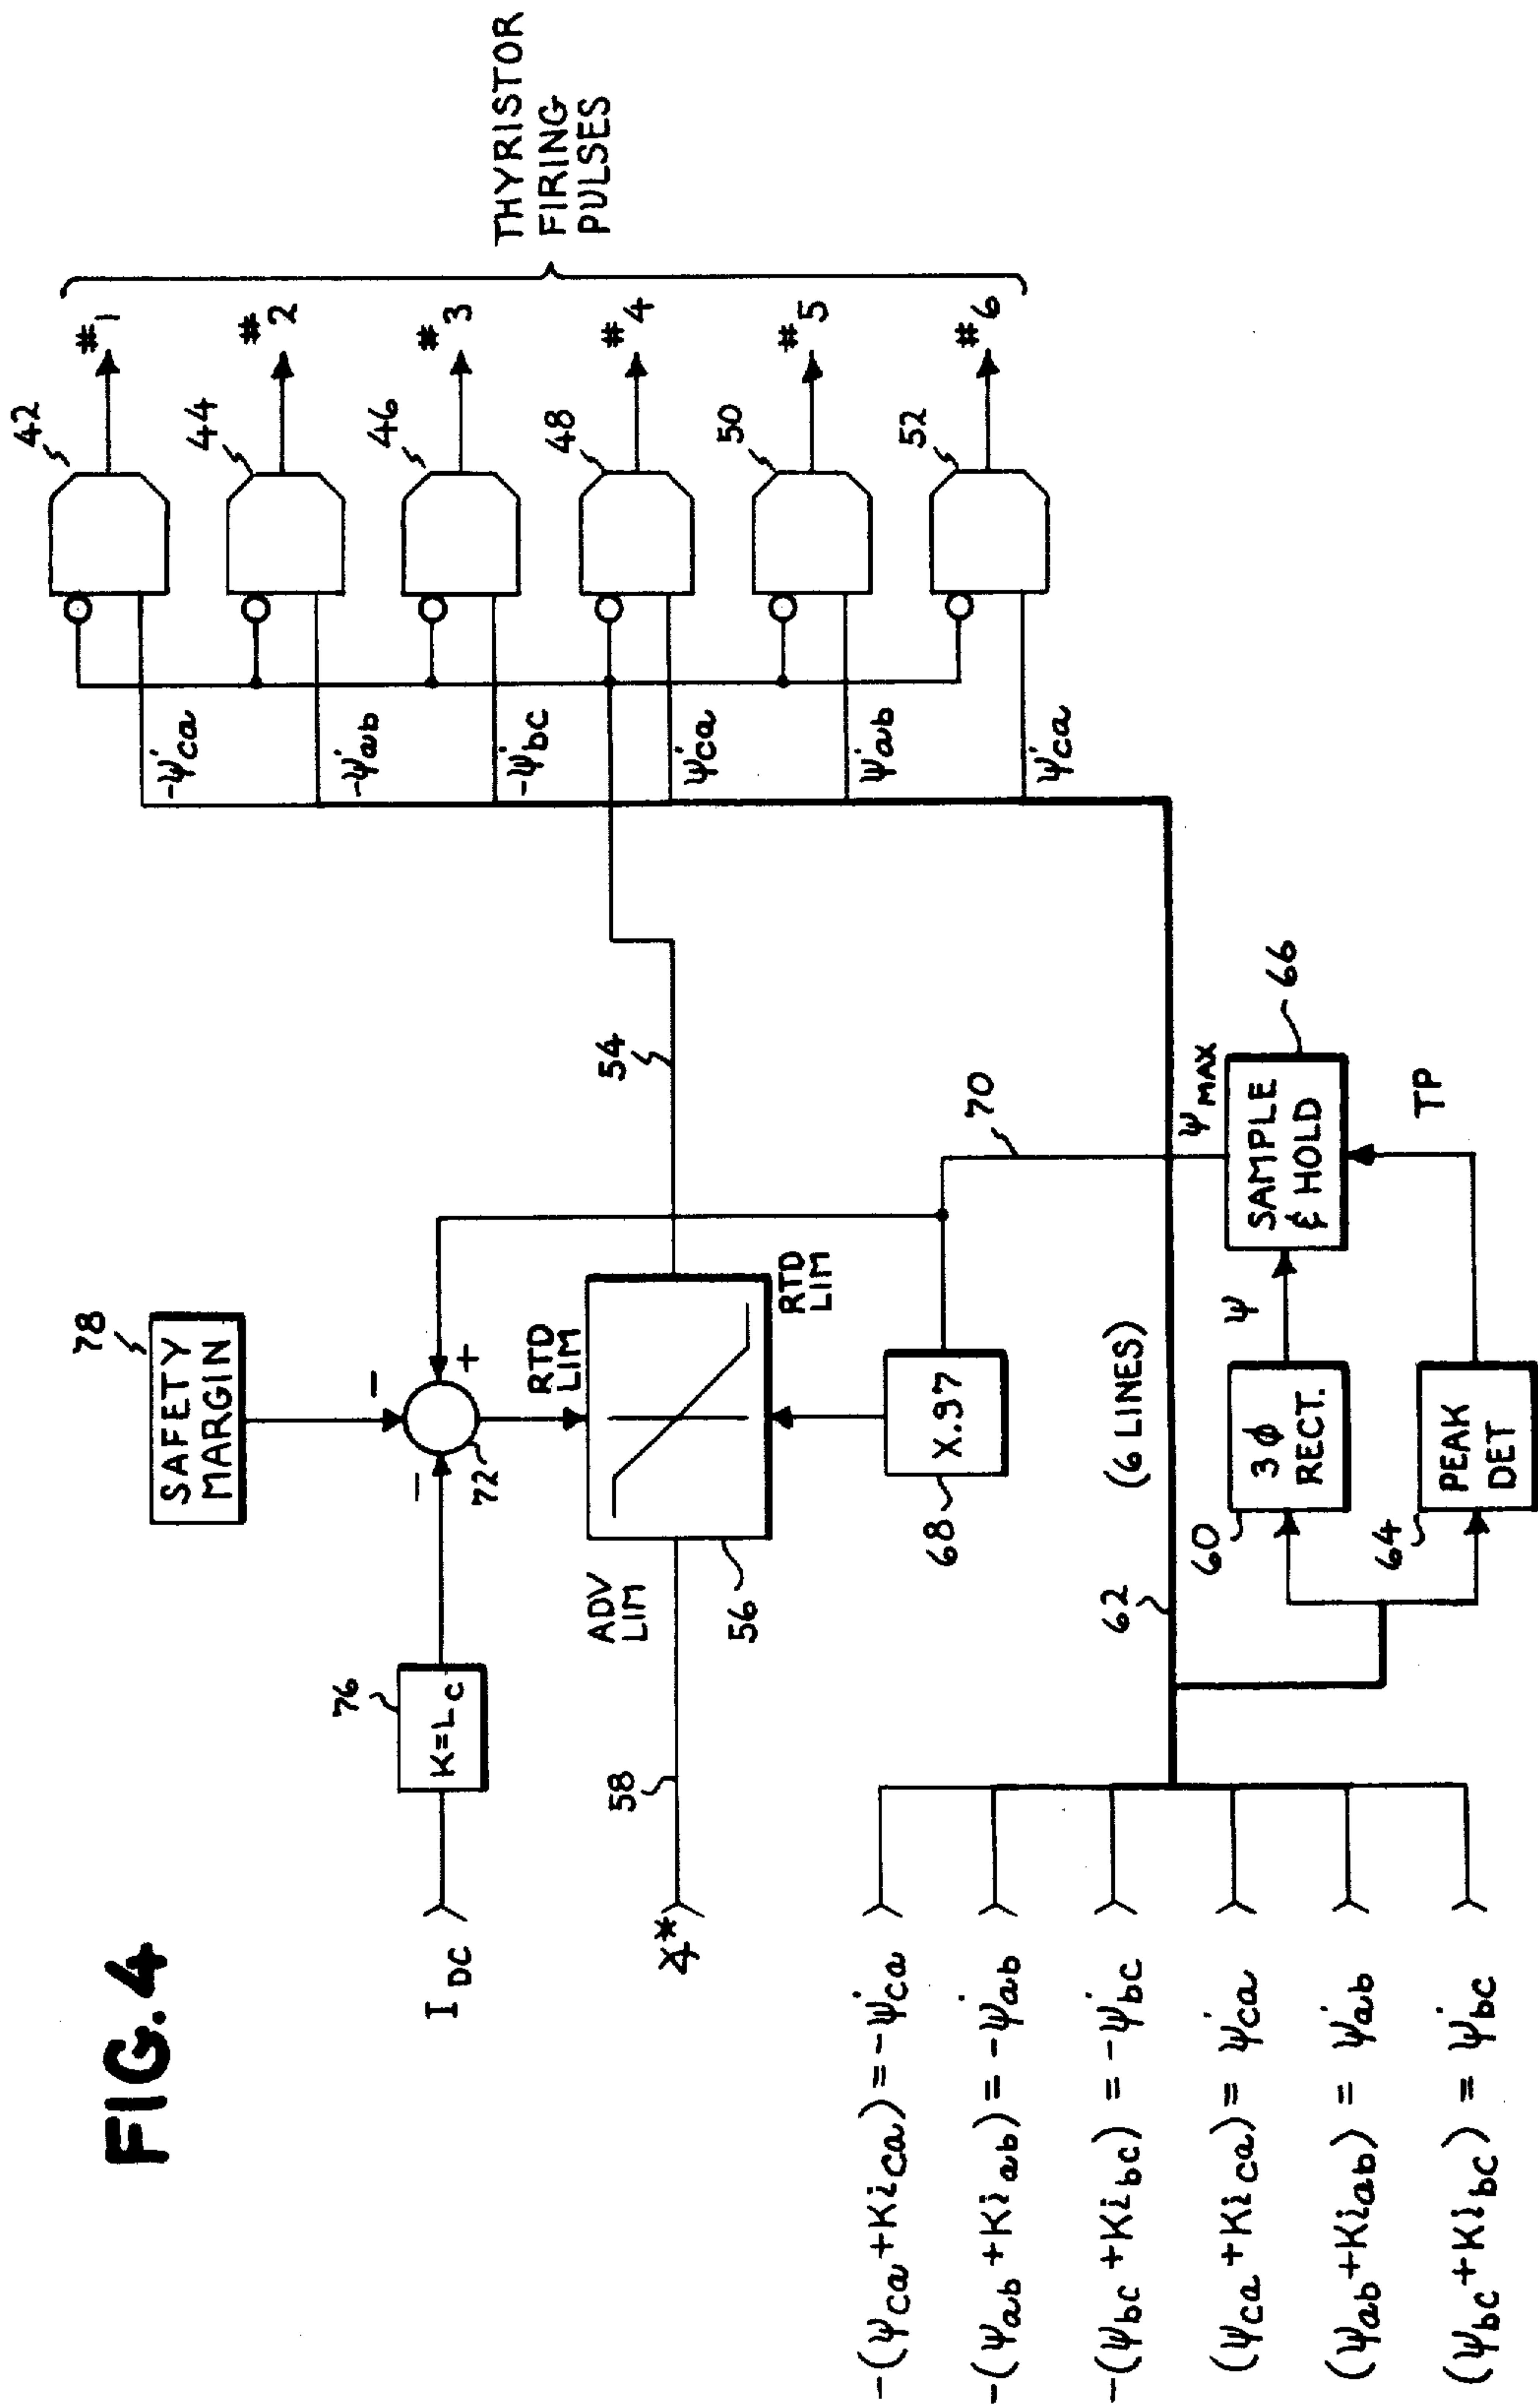 FIG.4
THYRISTOR
FIRING
PULSES
42
#1
44
#2
46
#3
48
#4
50
#5
52
#6
-ψ'ca
-ψ'ab
-ψ'bc
ψ'ca
ψ'ab
ψ'ca
78
SAFETY
MARGIN
−
+
−
72
76
K=Lc
I DC
RTD
LIM
ADV
LIM
RTD
LIM
56
54
58
X.97
68
70
62
(6 LINES)
ψ MAX
66
SAMPLE
& HOLD
TP
ψ
60
3ϕ
RECT.
64
PEAK
DET
-(ψca+Kica)=-ψ'ca
-(ψab+Kiab)=-ψ'ab
-(ψbc+Kibc)=-ψ'bc
(ψca+Kica)=ψ'ca
(ψab+Kiab)=ψ'ab
(ψbc+Kibc)=ψ'bc